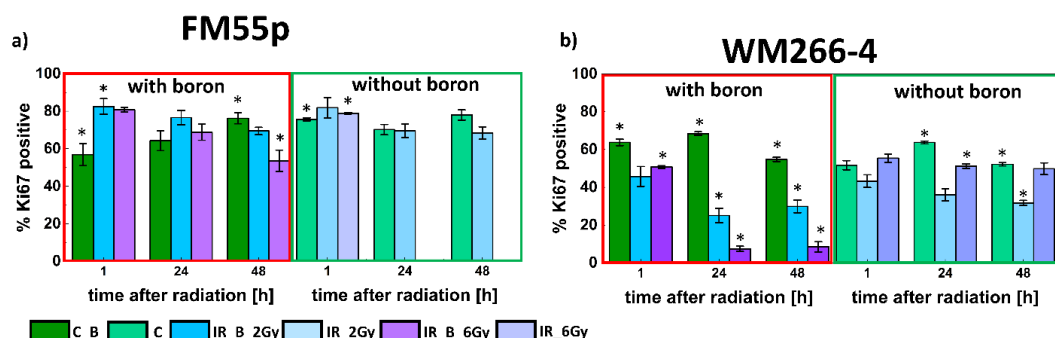 FM55p
a)
with boron
without boron
% Ki67 positive
100
80
60
40
20
0
* * * * * *
1 24 48 1 24 48
time after radiation [h] time after radiation [h]
b)
WM266-4
with boron
without boron
% Ki67 positive
100
80
60
40
20
0
* * * * * * * * * * * *
1 24 48 1 24 48
time after radiation [h] time after radiation [h]
C B C IR B 2Gy IR 2Gy IR B 6Gy IR 6Gy